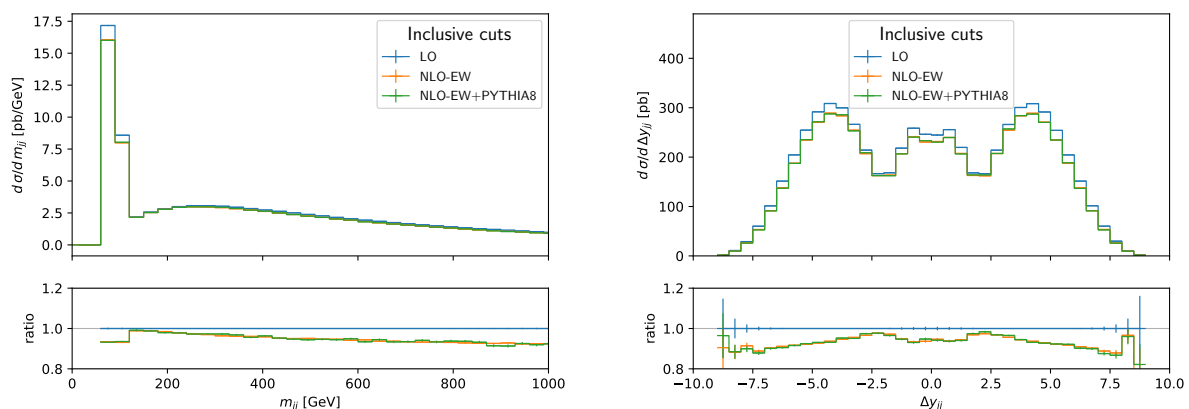 17.5
15.0
12.5
10.0
7.5
5.0
2.5
0.0
d σ/d m_jj [pb/GeV]
Inclusive cuts
LO
NLO-EW
NLO-EW+PYTHIA8
1.2
1.0
0.8
ratio
0 200 400 600 800 1000
m_jj [GeV]
400
300
200
100
0
d σ/d Δy_jj [pb]
Inclusive cuts
LO
NLO-EW
NLO-EW+PYTHIA8
1.2
1.0
0.8
ratio
−10.0 −7.5 −5.0 −2.5 0.0 2.5 5.0 7.5 10.0
Δy_jj